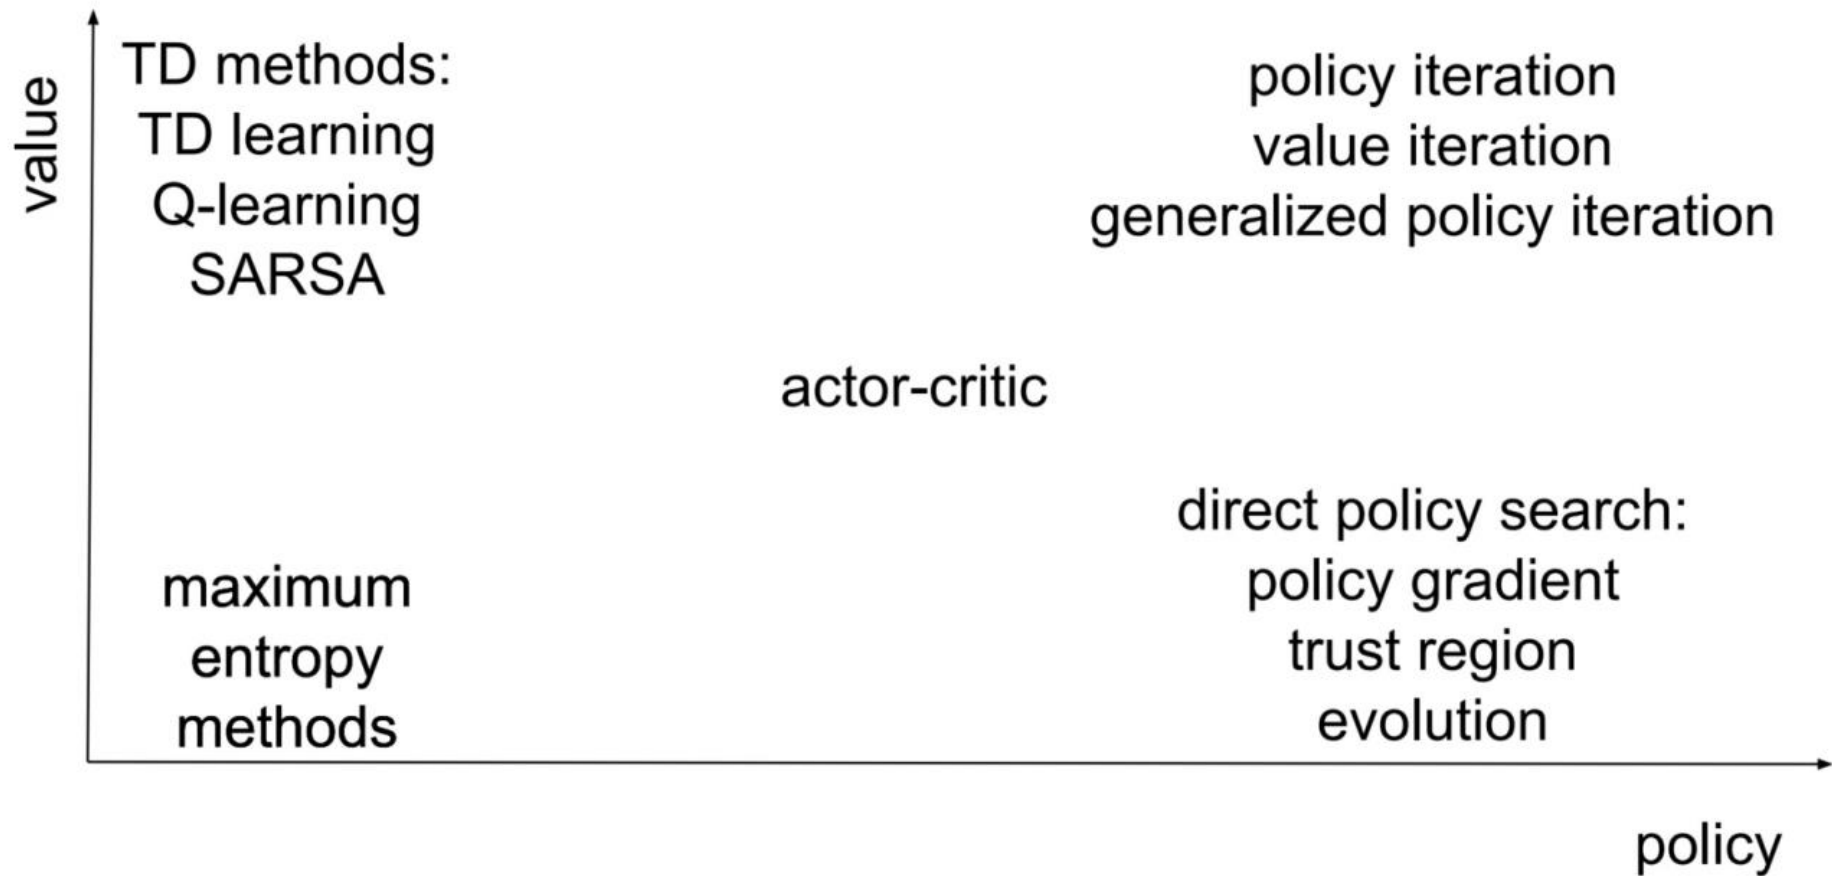 value
TD methods:
TD learning
Q-learning
SARSA
policy iteration
value iteration
generalized policy iteration
actor-critic
maximum
entropy
methods
direct policy search:
policy gradient
trust region
evolution
policy